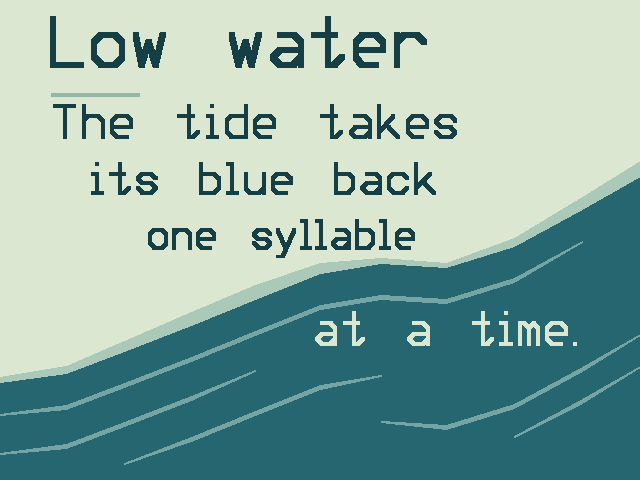 Low water
The tide takes
its blue back
one syllable
at a time.